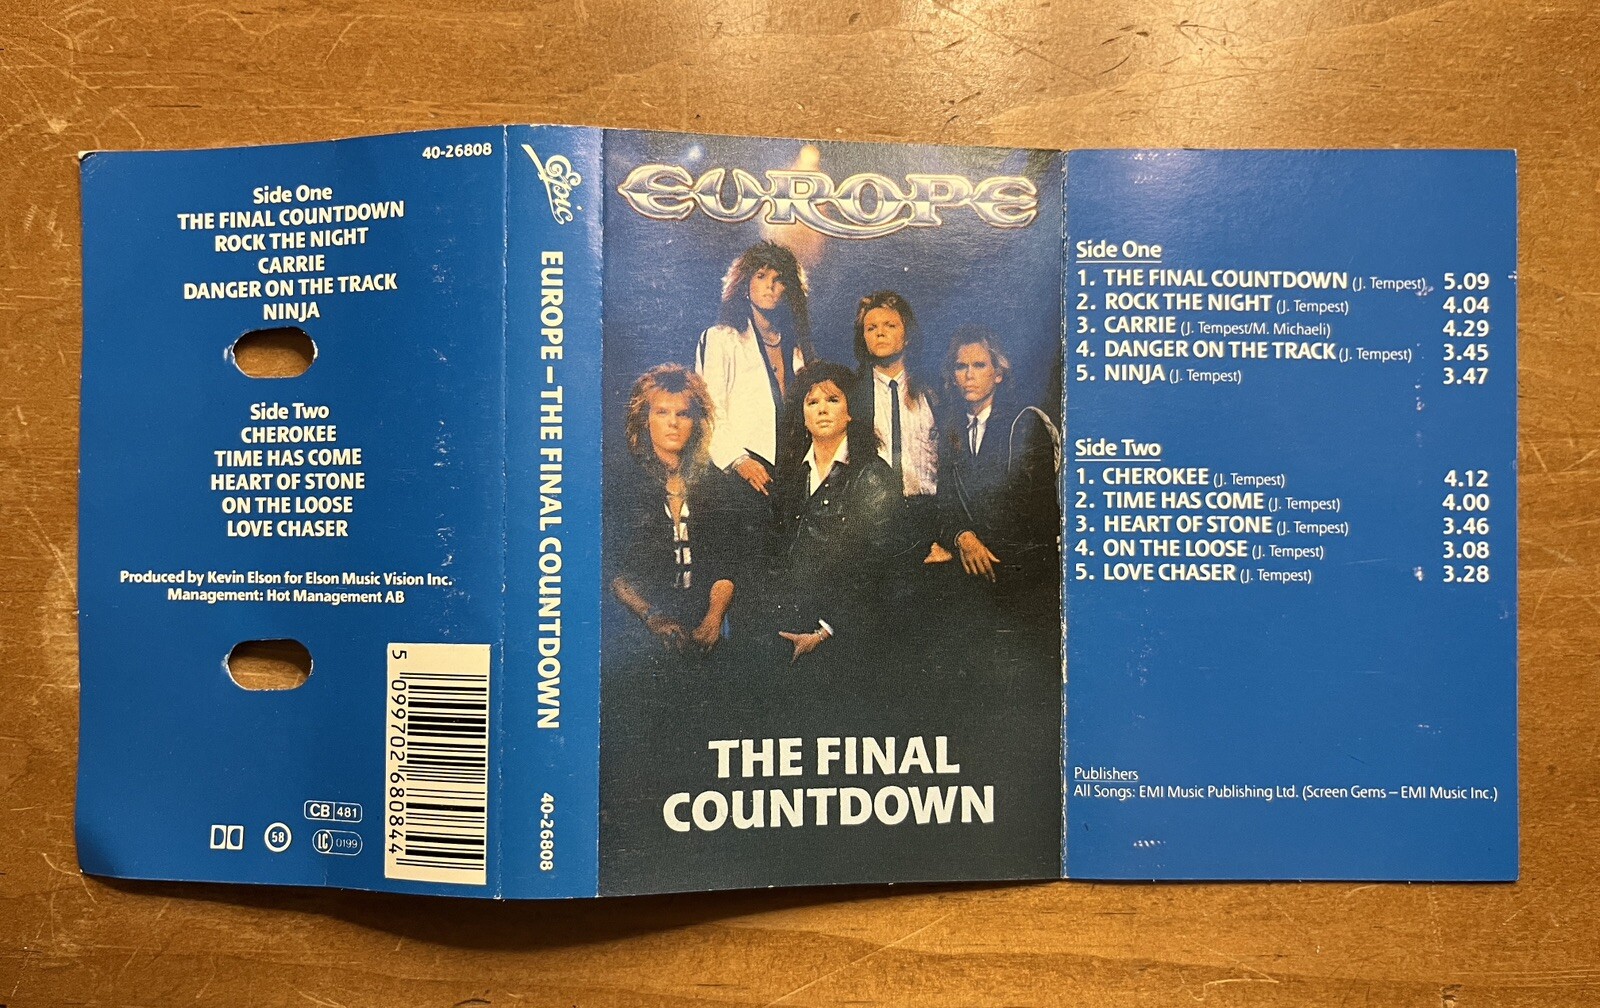 40-26808
Side One
THE FINAL COUNTDOWN
ROCK THE NIGHT
CARRIE
DANGER ON THE TRACK
NINJA
Side Two
CHEROKEE
TIME HAS COME
HEART OF STONE
ON THE LOOSE
LOVE CHASER
Produced by Kevin Elson for Elson Music Vision Inc.
Management: Hot Management AB
CB 481
58
LC 0199
5 099702 680844
Epic
EUROPE – THE FINAL COUNTDOWN
40-26808
EUROPE
THE FINAL
COUNTDOWN
Side One
1. THE FINAL COUNTDOWN (J. Tempest) 5.09
2. ROCK THE NIGHT (J. Tempest) 4.04
3. CARRIE (J. Tempest/M. Michaeli) 4.29
4. DANGER ON THE TRACK (J. Tempest) 3.45
5. NINJA (J. Tempest) 3.47
Side Two
1. CHEROKEE (J. Tempest) 4.12
2. TIME HAS COME (J. Tempest) 4.00
3. HEART OF STONE (J. Tempest) 3.46
4. ON THE LOOSE (J. Tempest) 3.08
5. LOVE CHASER (J. Tempest) 3.28
Publishers
All Songs: EMI Music Publishing Ltd. (Screen Gems – EMI Music Inc.)